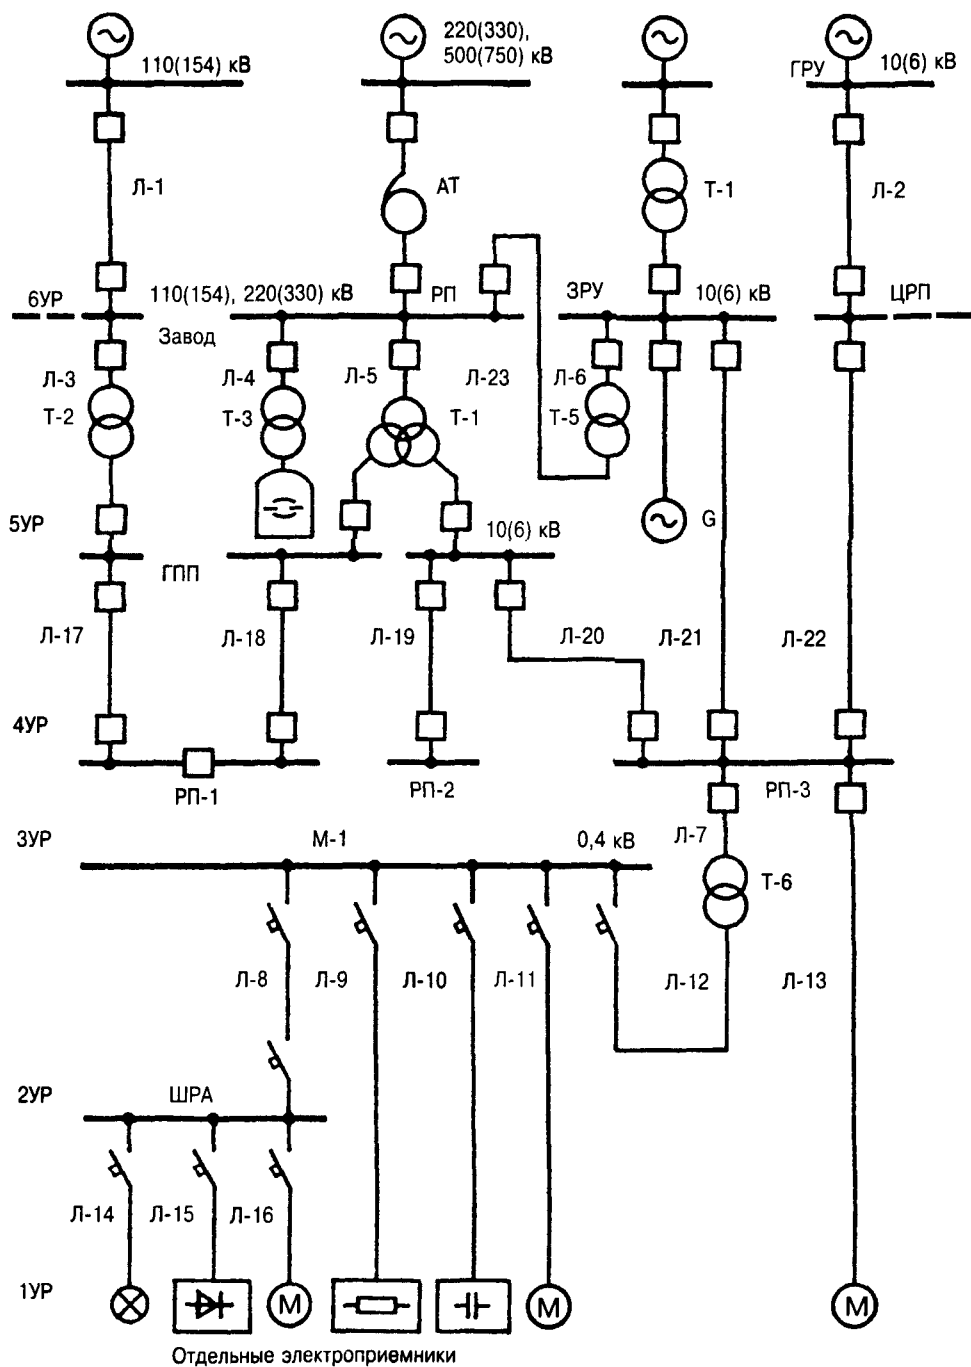 220(330),
110(154) кВ
500(750) кВ
ГРУ
10(6) кВ
Л-1
АТ
Т-1
Л-2
6УР
110(154), 220(330) кВ
РП
ЗРУ
10(6) кВ
ЦРП
Завод
Л-3
Л-4
Л-5
Л-23
Л-6
Т-2
Т-3
Т-1
Т-5
5УР
10(6) кВ
G
ГПП
Л-17
Л-18
Л-19
Л-20
Л-21
Л-22
4УР
РП-1
РП-2
РП-3
3УР
М-1
0,4 кВ
Л-7
Т-6
Л-8
Л-9
Л-10
Л-11
Л-12
Л-13
2УР
ШРА
Л-14
Л-15
Л-16
1УР
М
М
М
Отдельные электроприемники